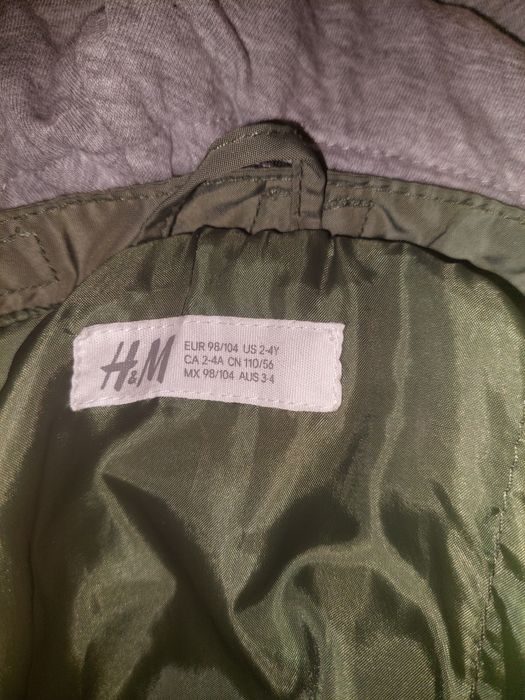 H&M
EUR 98/104 US 2-4Y
CA 2-4A CN 110/56
MX 98/104 AUS 3-4